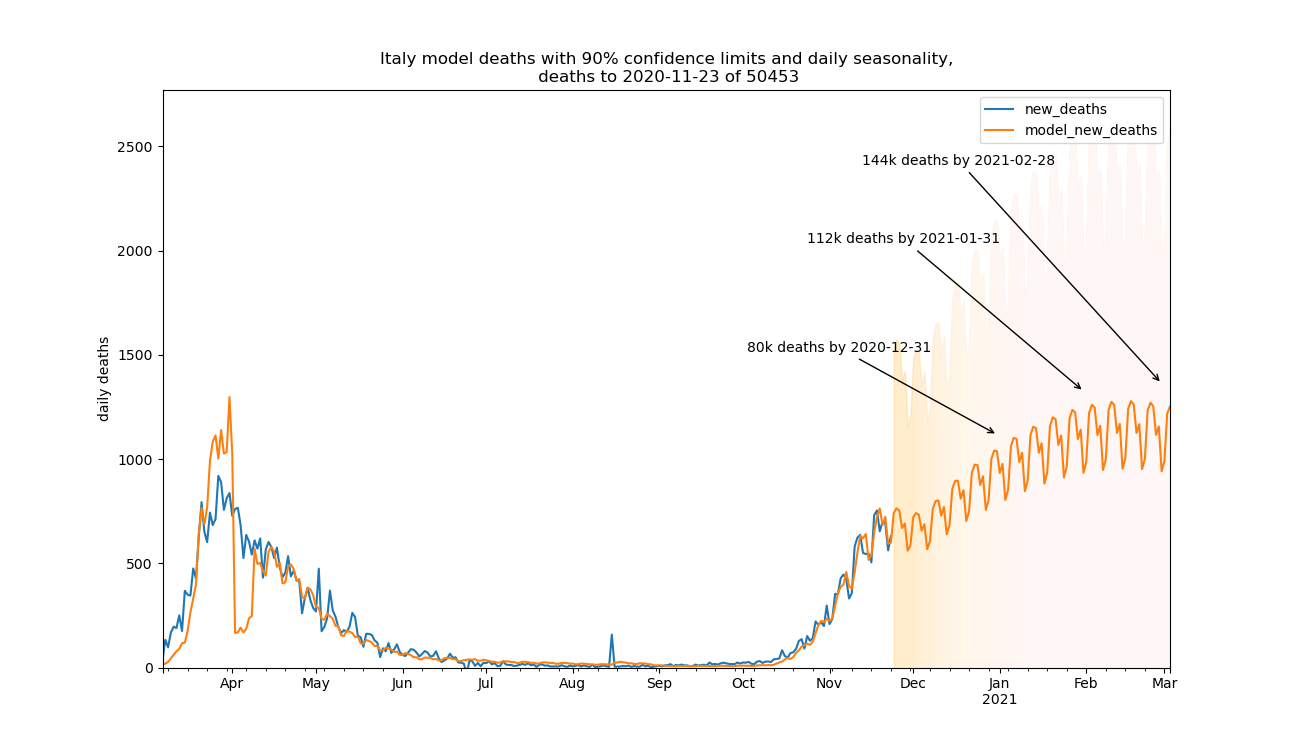 Italy model deaths with 90% confidence limits and daily seasonality,
deaths to 2020-11-23 of 50453
new_deaths
model_new_deaths
2500
144k deaths by 2021-02-28
112k deaths by 2021-01-31
2000
80k deaths by 2020-12-31
1500
daily deaths
1000
500
0
Apr May Jun Jul Aug Sep Oct Nov Dec Jan Feb Mar
2021